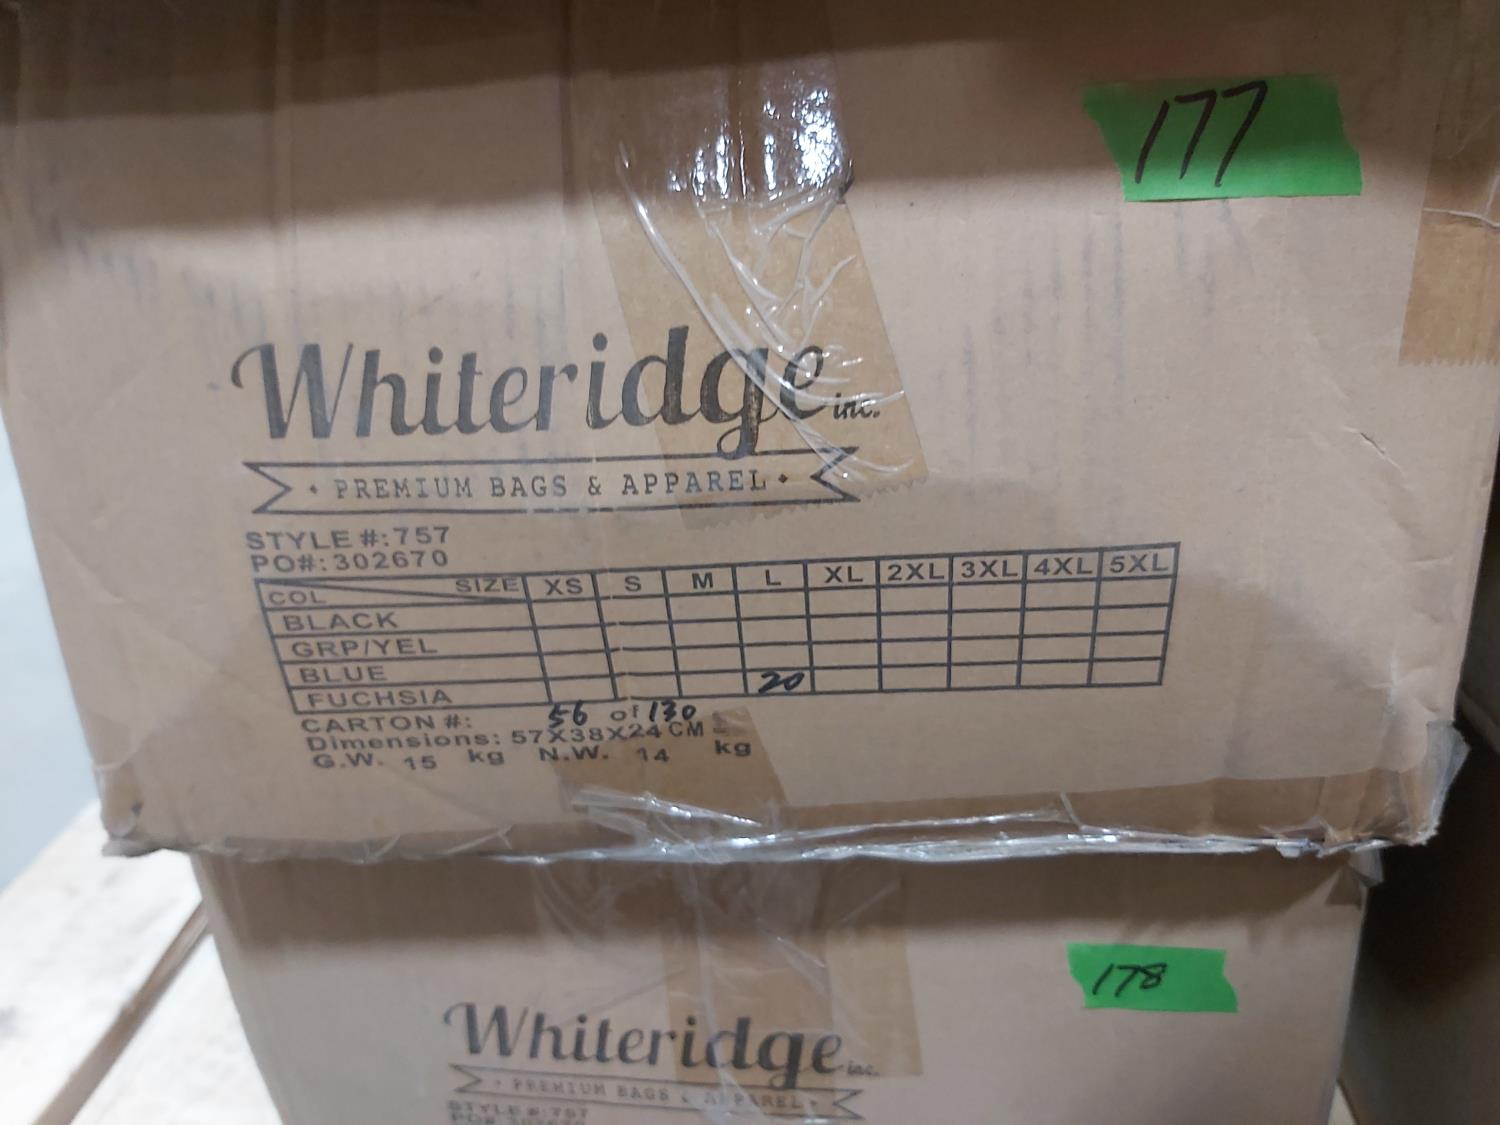 177
Whiteridge inc.
PREMIUM BAGS & APPAREL
STYLE #: 757
PO#: 302670
SIZE XS S M L XL 2XL 3XL 4XL 5XL
COL
BLACK
GRP/YEL
BLUE
FUCHSIA 20
CARTON #: 56 of 130
Dimensions: 57X38X24 CM
G.W. 15 kg N.W. 14 kg
178
Whiteridge inc.
PREMIUM BAGS & APPAREL
STYLE #: 757
PO#: 302670